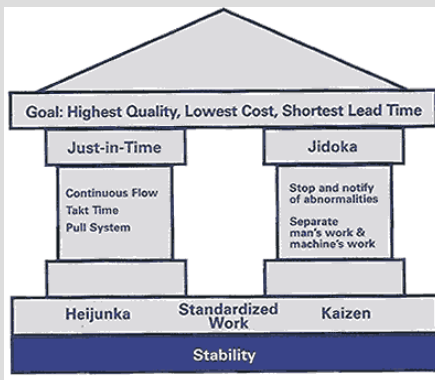 Goal: Highest Quality, Lowest Cost, Shortest Lead Time
Just-in-Time
Continuous Flow
Takt Time
Pull System
Jidoka
Stop and notify
of abnormalities
Separate
man's work &
machine's work
Heijunka
Standardized
Work
Kaizen
Stability